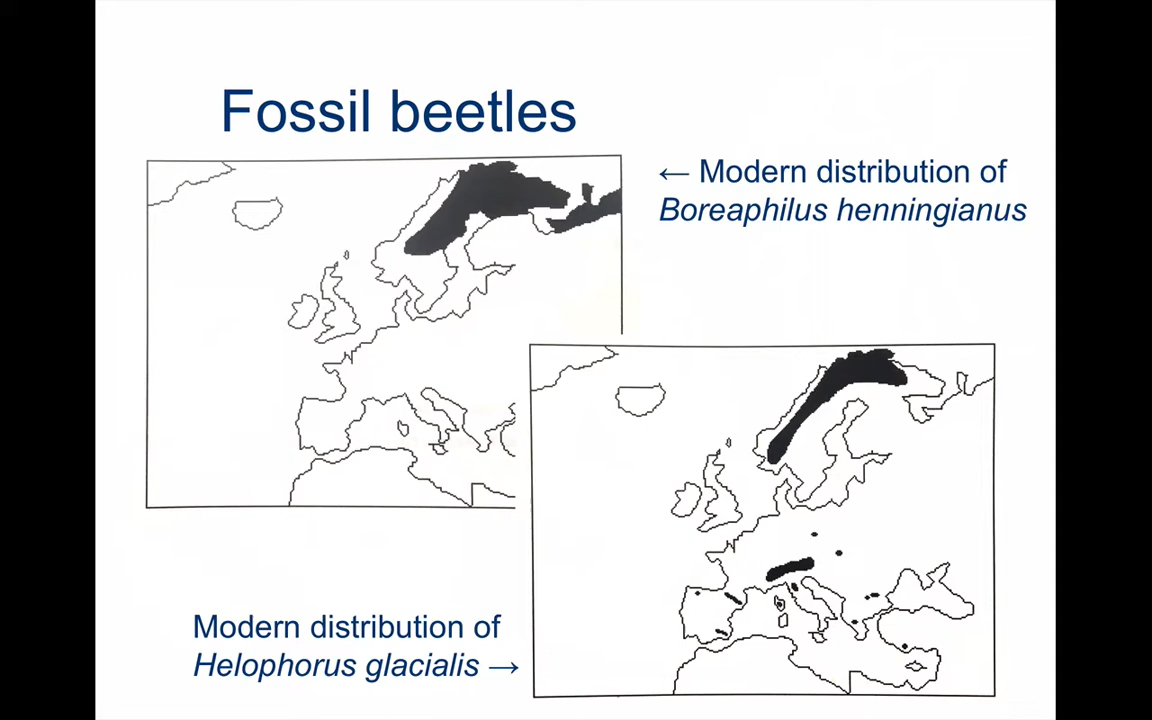 Fossil beetles
← Modern distribution of
Boreaphilus henningianus
Modern distribution of
Helophorus glacialis →